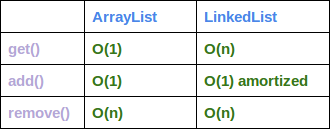 ArrayList LinkedList
get() O(1) O(n)
add() O(1) O(1) amortized
remove() O(n) O(n)